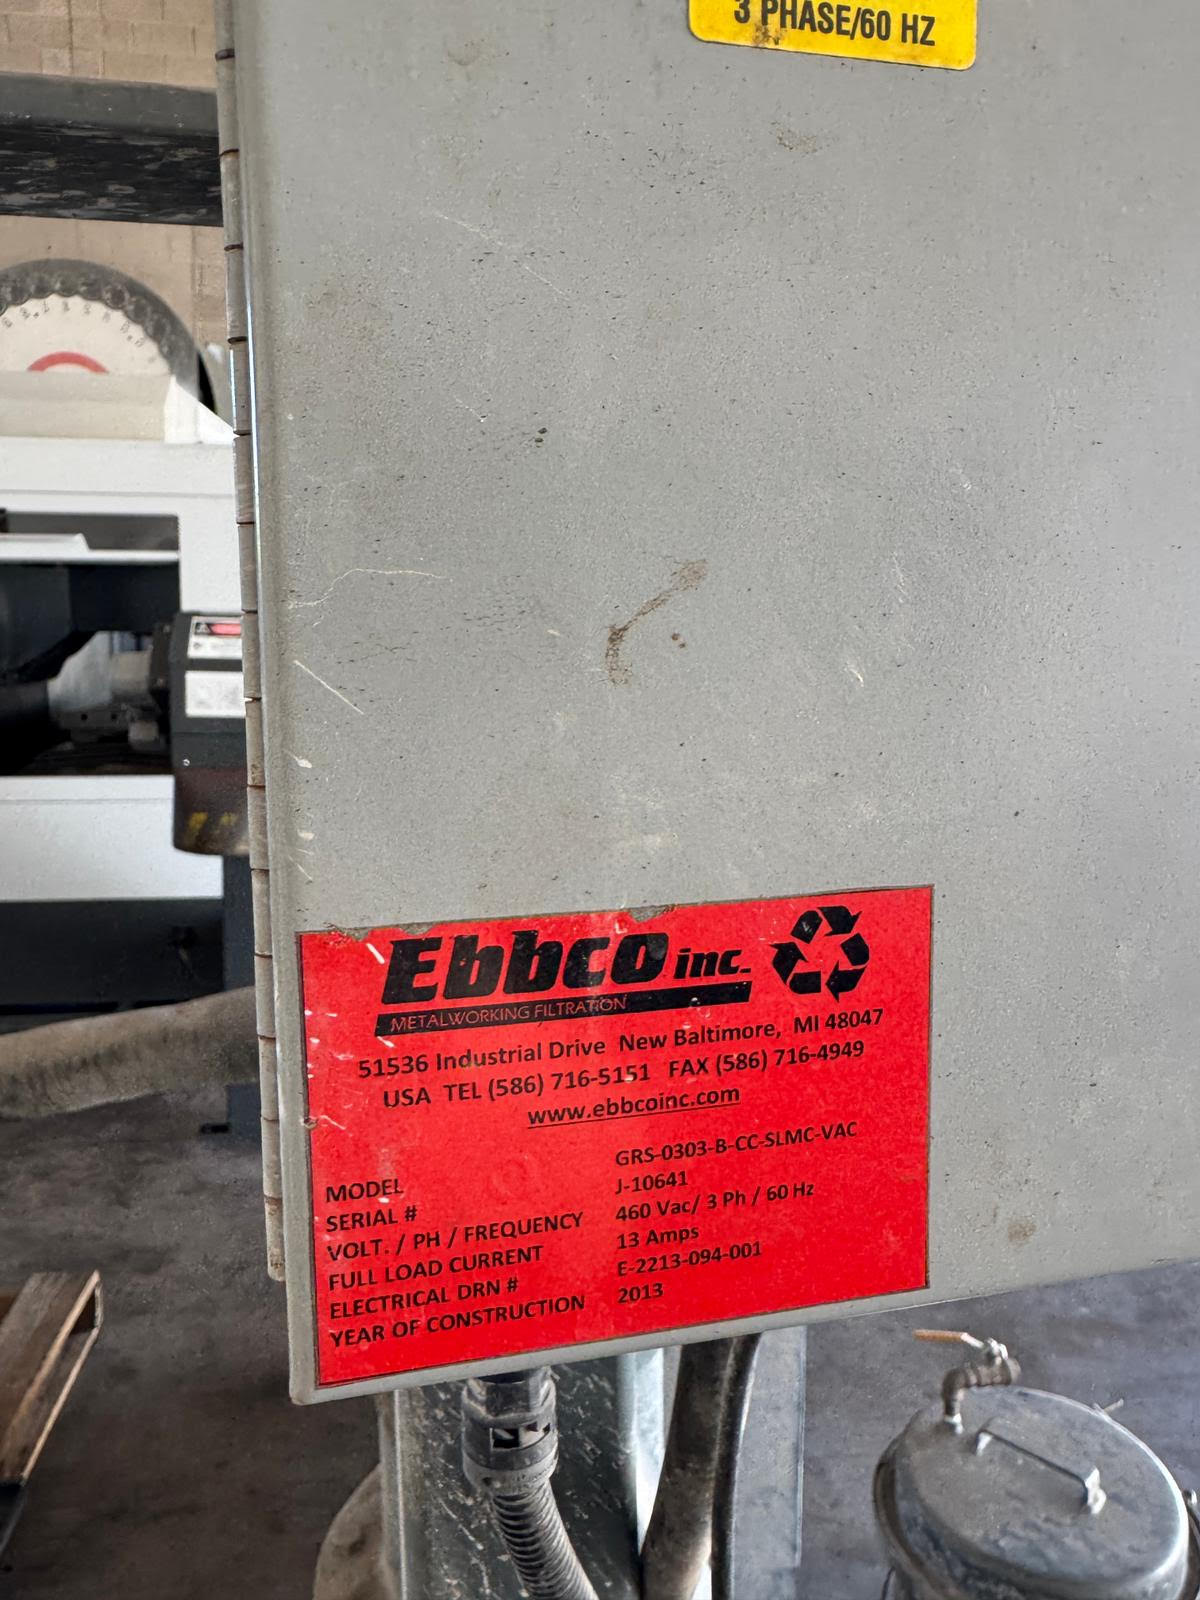 3 PHASE/60 HZ
Ebbco inc.
METALWORKING FILTRATION
51536 Industrial Drive New Baltimore, MI 48047
USA TEL (586) 716-5151 FAX (586) 716-4949
www.ebbcoinc.com
MODEL GRS-0303-B-CC-SLMC-VAC
SERIAL # J-10641
VOLT. / PH / FREQUENCY 460 Vac/ 3 Ph / 60 Hz
FULL LOAD CURRENT 13 Amps
ELECTRICAL DRN # E-2213-094-001
YEAR OF CONSTRUCTION 2013